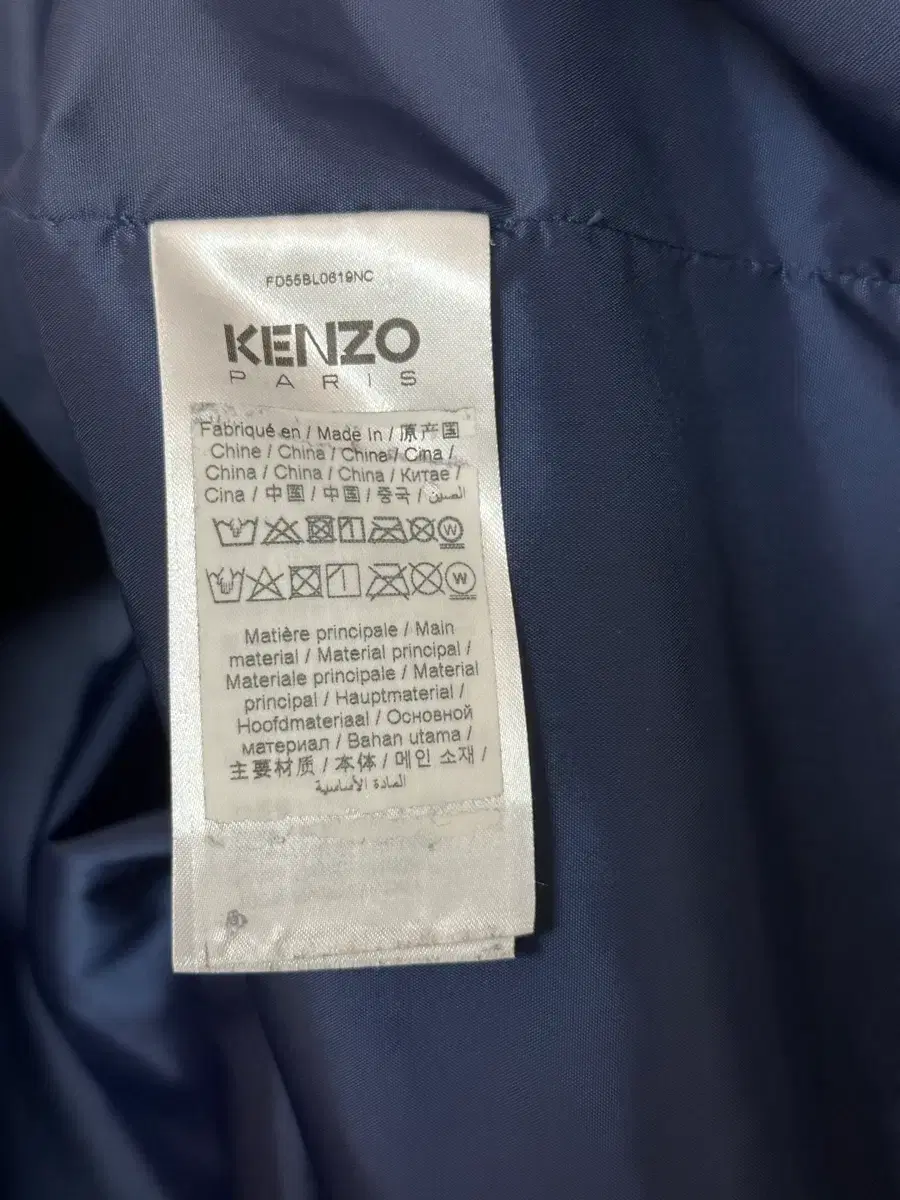 FD55BL0619NC
KENZO
PARIS
Fabriqué en / Made In / 原产国
Chine / China / China / Cina /
China / China / China / Китае /
Cina / 中国 / 中国 / 중국 / الصين
W
W
Matière principale / Main
material / Material principal /
Materiale principale / Material
principal / Hauptmaterial /
Hoofdmateriaal / Основной
материал / Bahan utama /
主要材质 / 本体 / 메인 소재 /
المادة الأساسية